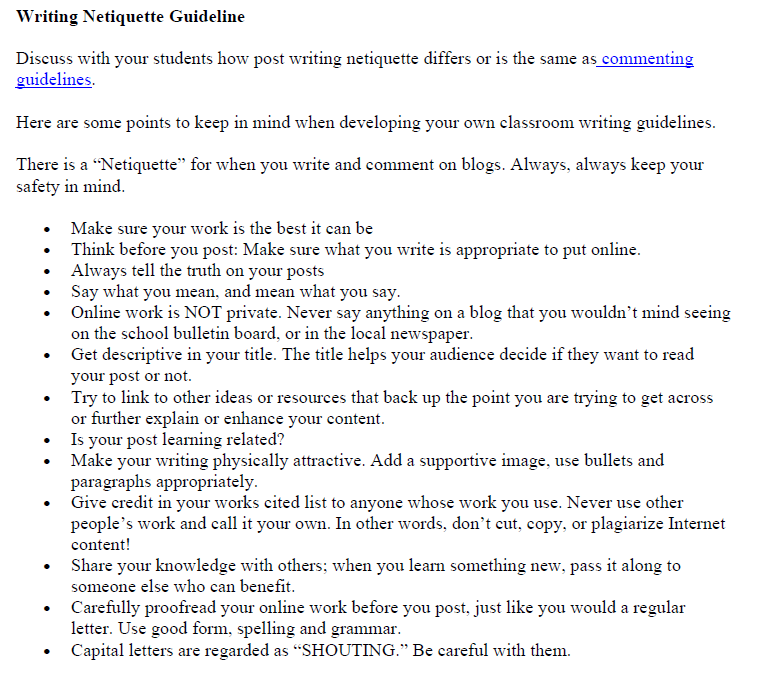 Writing Netiquette Guideline
Discuss with your students how post writing netiquette differs or is the same as commenting
guidelines.
Here are some points to keep in mind when developing your own classroom writing guidelines.
There is a “Netiquette” for when you write and comment on blogs. Always, always keep your
safety in mind.
• Make sure your work is the best it can be
• Think before you post: Make sure what you write is appropriate to put online.
• Always tell the truth on your posts
• Say what you mean, and mean what you say.
• Online work is NOT private. Never say anything on a blog that you wouldn’t mind seeing
on the school bulletin board, or in the local newspaper.
• Get descriptive in your title. The title helps your audience decide if they want to read
your post or not.
• Try to link to other ideas or resources that back up the point you are trying to get across
or further explain or enhance your content.
• Is your post learning related?
• Make your writing physically attractive. Add a supportive image, use bullets and
paragraphs appropriately.
• Give credit in your works cited list to anyone whose work you use. Never use other
people’s work and call it your own. In other words, don’t cut, copy, or plagiarize Internet
content!
• Share your knowledge with others; when you learn something new, pass it along to
someone else who can benefit.
• Carefully proofread your online work before you post, just like you would a regular
letter. Use good form, spelling and grammar.
• Capital letters are regarded as “SHOUTING.” Be careful with them.